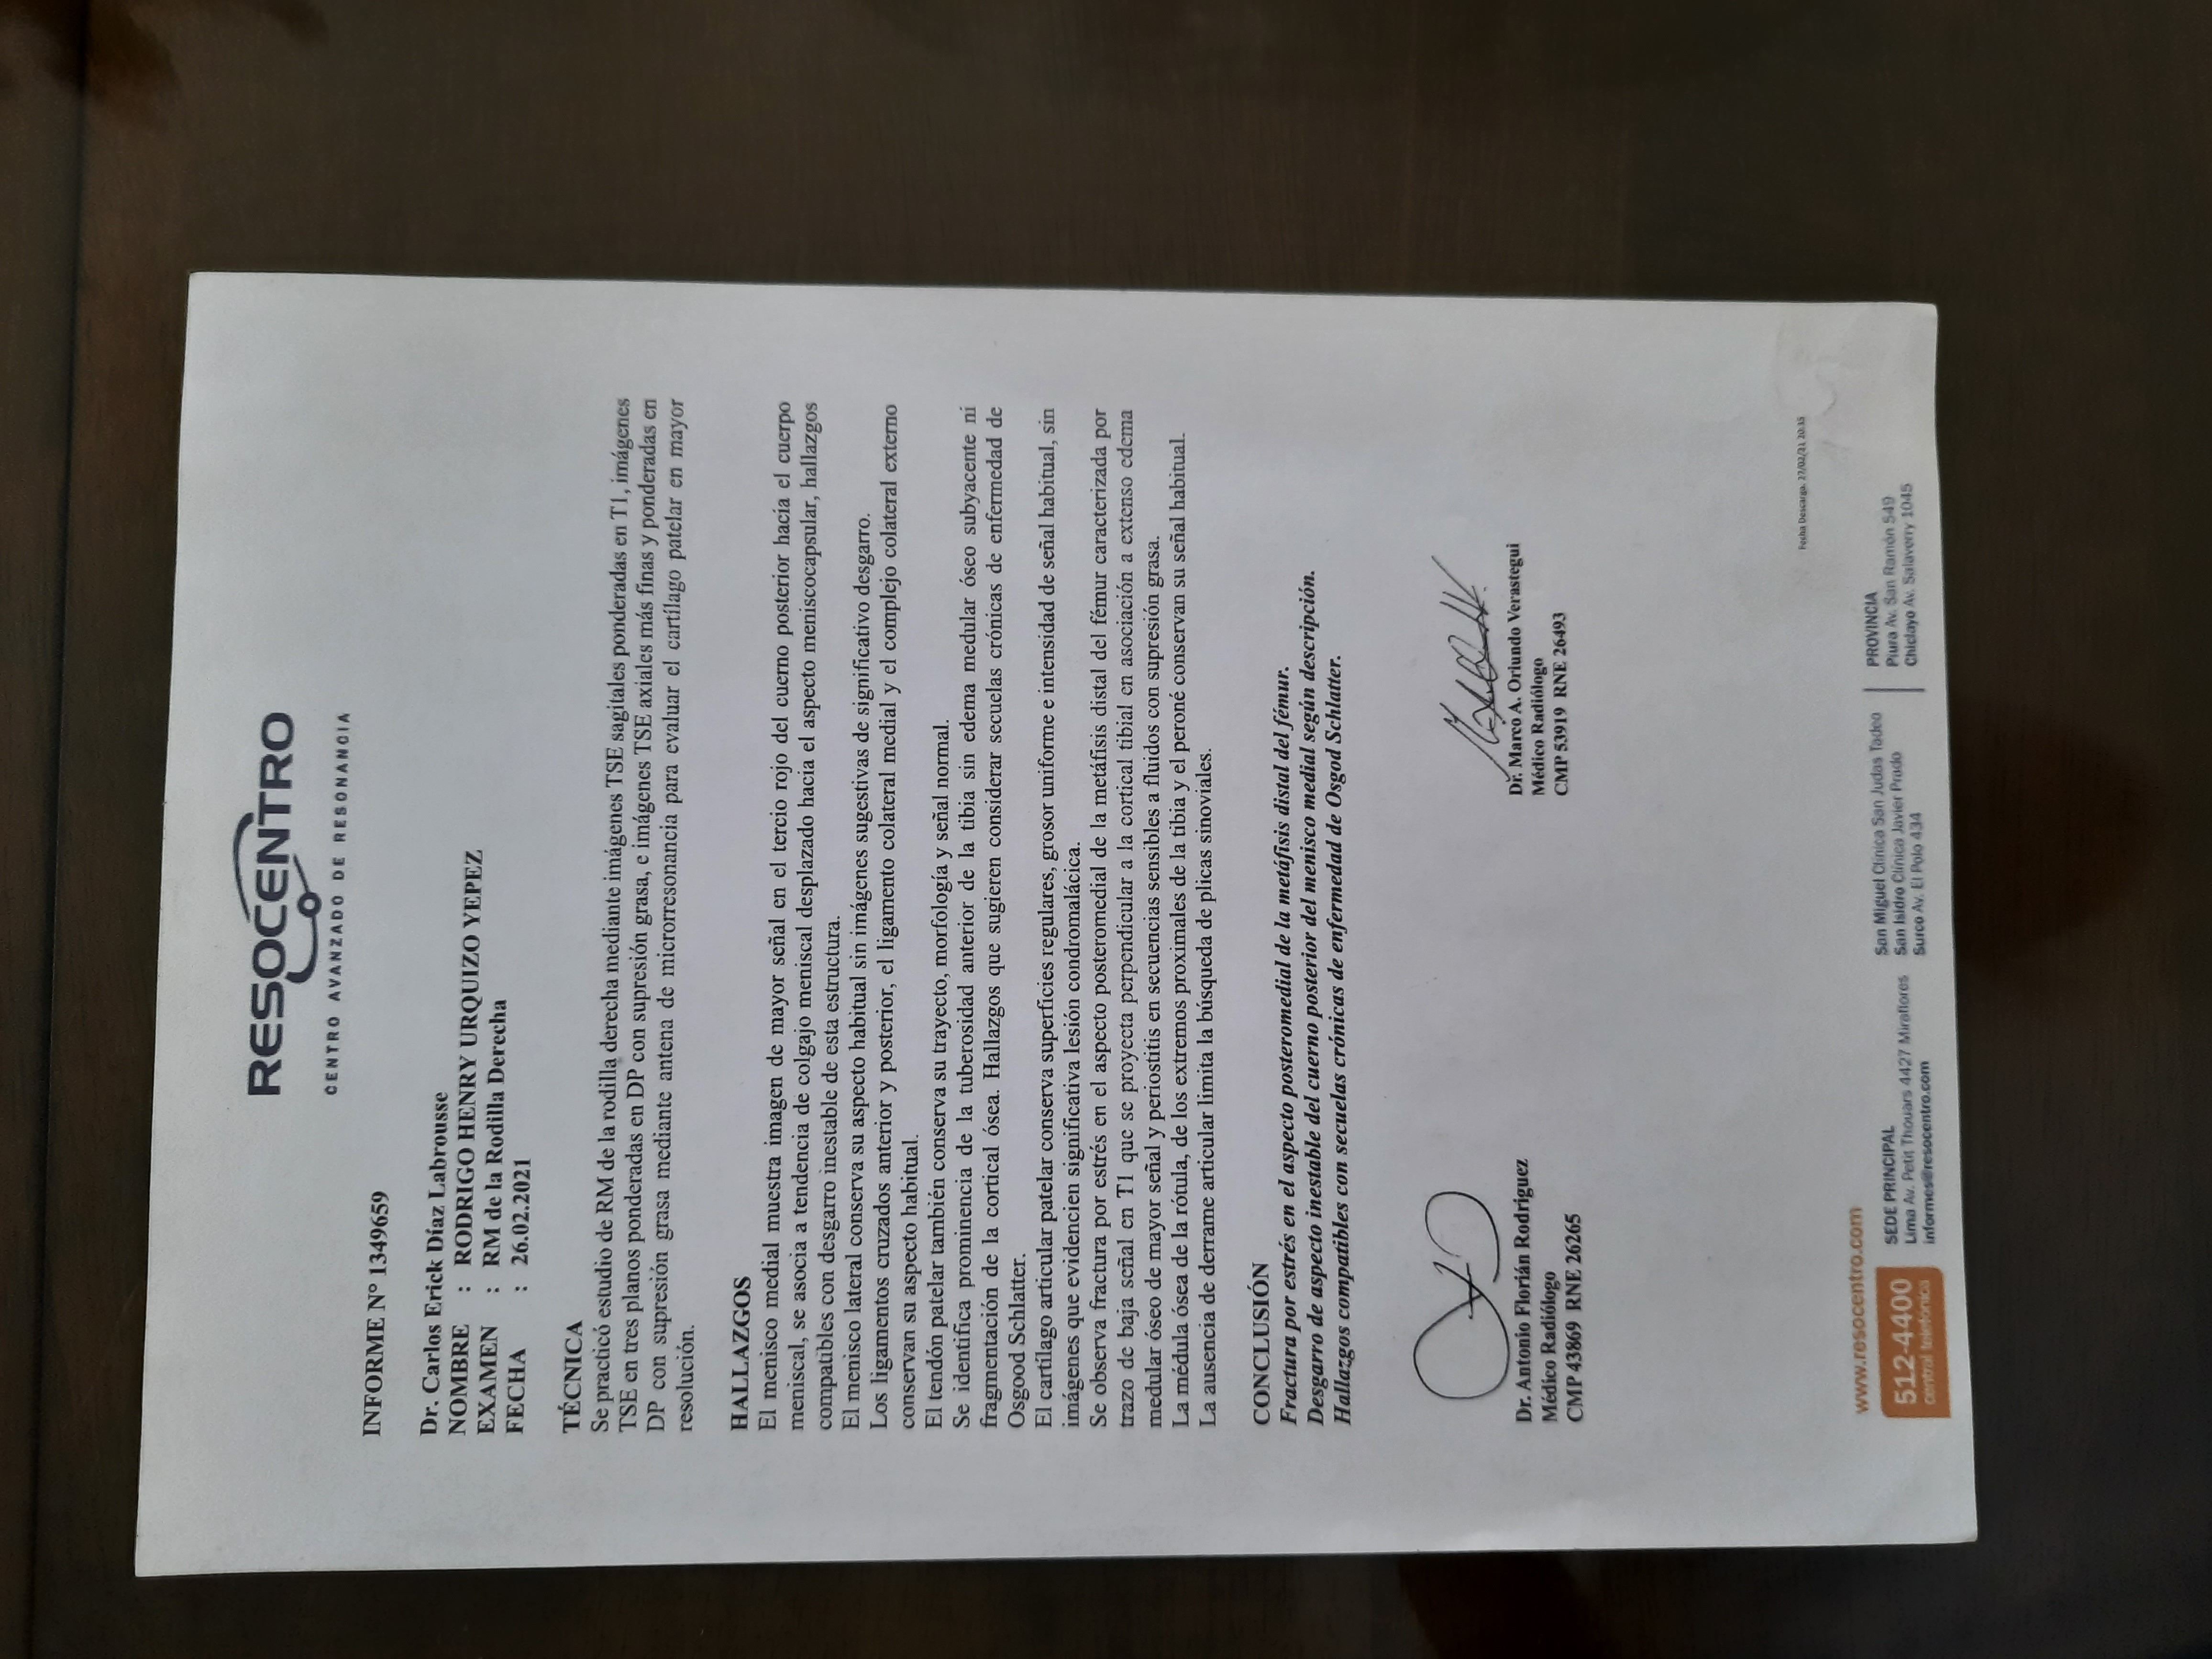 RESOCENTRO
CENTRO AVANZADO DE RESONANCIA
INFORME N° 1349659
Dr. Carlos Erick Díaz Labrousse
NOMBRE : RODRIGO HENRY URQUIZO YEPEZ
EXAMEN : RM de la Rodilla Derecha
FECHA : 26.02.2021
TÉCNICA
Se practicó estudio de RM de la rodilla derecha mediante imágenes TSE sagitales ponderadas en T1, imágenes
TSE en tres planos ponderadas en DP con supresión grasa, e imágenes TSE axiales más finas y ponderadas en
DP con supresión grasa mediante antena de microrresonancia para evaluar el cartílago patelar en mayor
resolución.
HALLAZGOS
El menisco medial muestra imagen de mayor señal en el tercio rojo del cuerno posterior hacia el cuerpo
meniscal, se asocia a tendencia de colgajo meniscal desplazado hacia el aspecto meniscocapsular, hallazgos
compatibles con desgarro inestable de esta estructura.
El menisco lateral conserva su aspecto habitual sin imágenes sugestivas de significativo desgarro.
Los ligamentos cruzados anterior y posterior, el ligamento colateral medial y el complejo colateral externo
conservan su aspecto habitual.
El tendón patelar también conserva su trayecto, morfología y señal normal.
Se identifica prominencia de la tuberosidad anterior de la tibia sin edema medular óseo subyacente ni
fragmentación de la cortical ósea. Hallazgos que sugieren considerar secuelas crónicas de enfermedad de
Osgood Schlatter.
El cartílago articular patelar conserva superficies regulares, grosor uniforme e intensidad de señal habitual, sin
imágenes que evidencien significativa lesión condromalácica.
Se observa fractura por estrés en el aspecto posteromedial de la metáfisis distal del fémur caracterizada por
trazo de baja señal en T1 que se proyecta perpendicular a la cortical tibial en asociación a extenso edema
medular óseo de mayor señal y periostitis en secuencias sensibles a fluidos con supresión grasa.
La médula ósea de la rótula, de los extremos proximales de la tibia y el peroné conservan su señal habitual.
La ausencia de derrame articular limita la búsqueda de plicas sinoviales.
CONCLUSIÓN
Fractura por estrés en el aspecto posteromedial de la metáfisis distal del fémur.
Desgarro de aspecto inestable del cuerno posterior del menisco medial según descripción.
Hallazgos compatibles con secuelas crónicas de enfermedad de Osgod Schlatter.
Dr. Antonio Florián Rodriguez
Médico Radiólogo
CMP 43869 RNE 26265
Dr. Marco A. Oriundo Verastegui
Médico Radiólogo
CMP 53919 RNE 26493
Fecha Descarga. 27/02/21 20:35
www.resocentro.com
512-4400
central telefónica
SEDE PRINCIPAL
Lima Av. Petit Thouars 4427 Miraflores
informes@resocentro.com
San Miguel Clínica San Judas Tadeo
San Isidro Clínica Javier Prado
Surco Av. El Polo 434
PROVINCIA
Piura Av. San Ramón 549
Chiclayo Av. Salaverry 1045